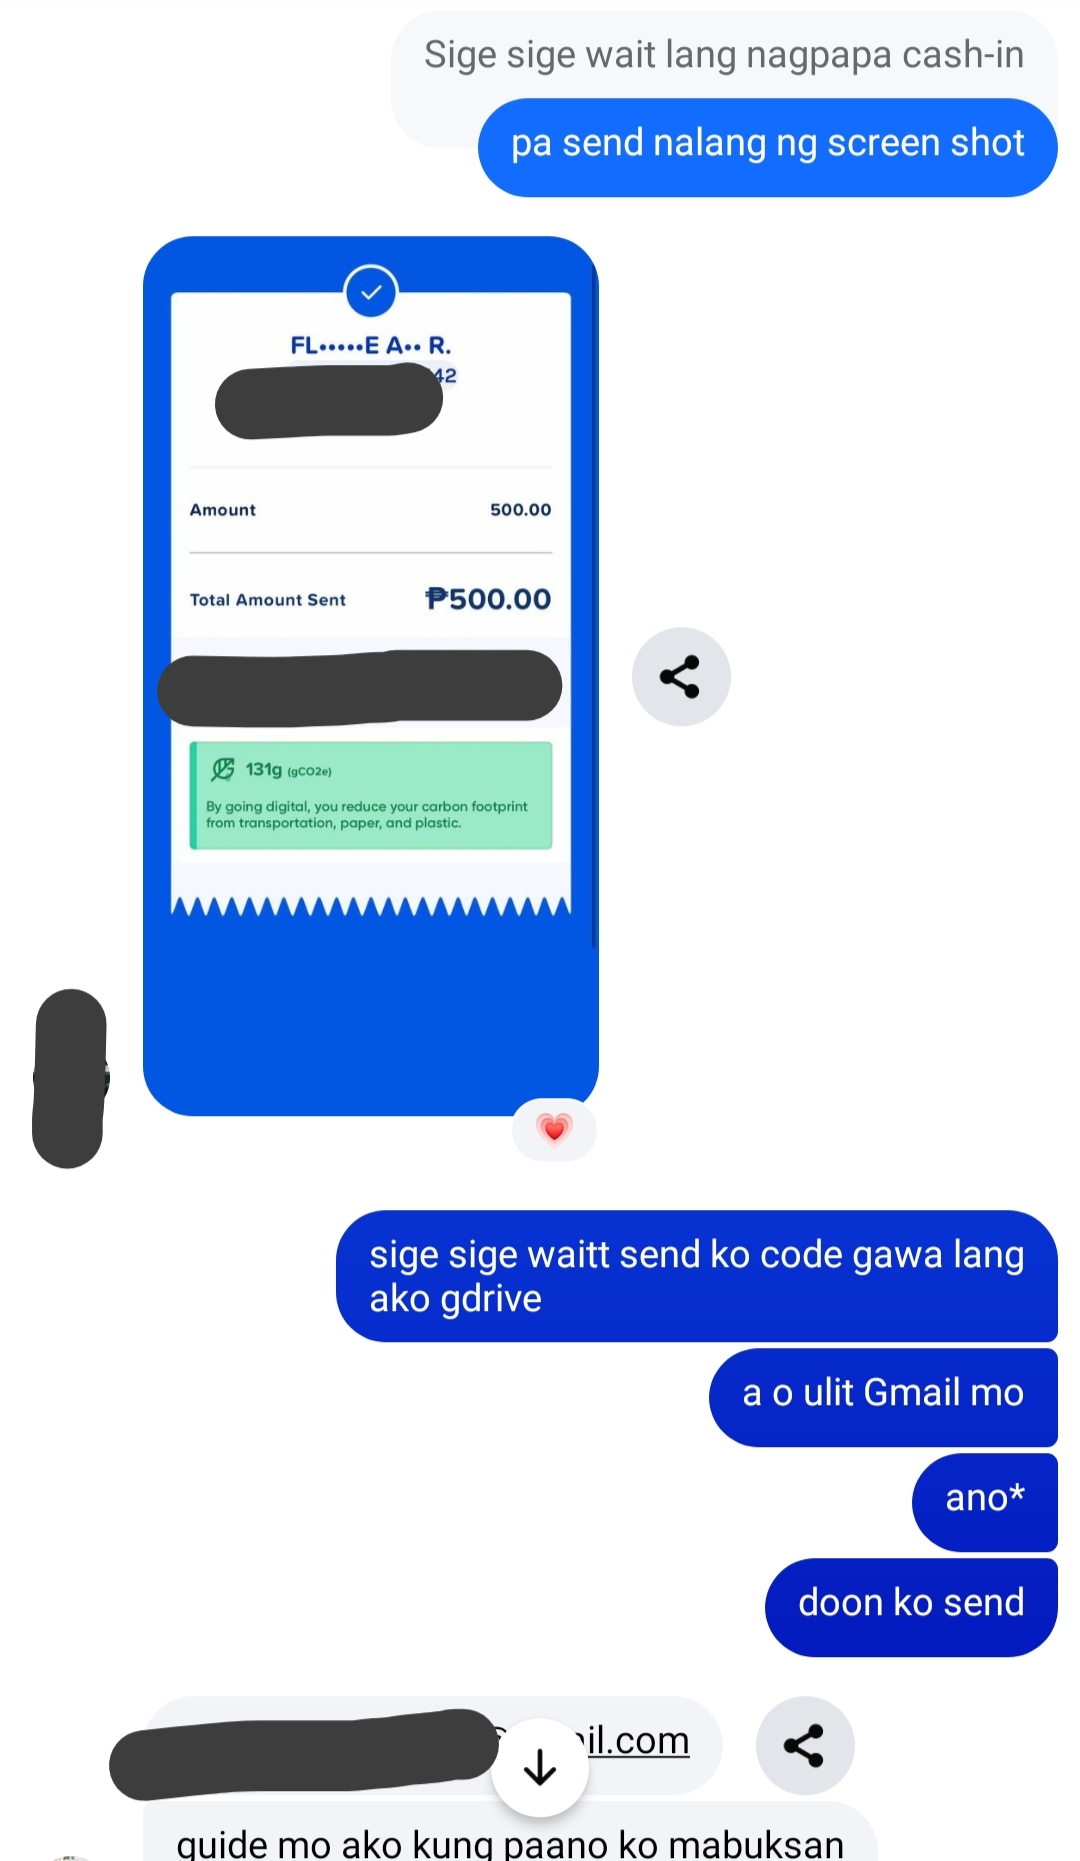 Sige sige wait lang nagpapa cash-in
pa send nalang ng screen shot
FL•••••E A•• R.
42
Amount 500.00
Total Amount Sent ₱500.00
131g (gCO2e)
By going digital, you reduce your carbon footprint
from transportation, paper, and plastic.
sige sige waitt send ko code gawa lang
ako gdrive
a o ulit Gmail mo
ano*
doon ko send
il.com
guide mo ako kung paano ko mabuksan